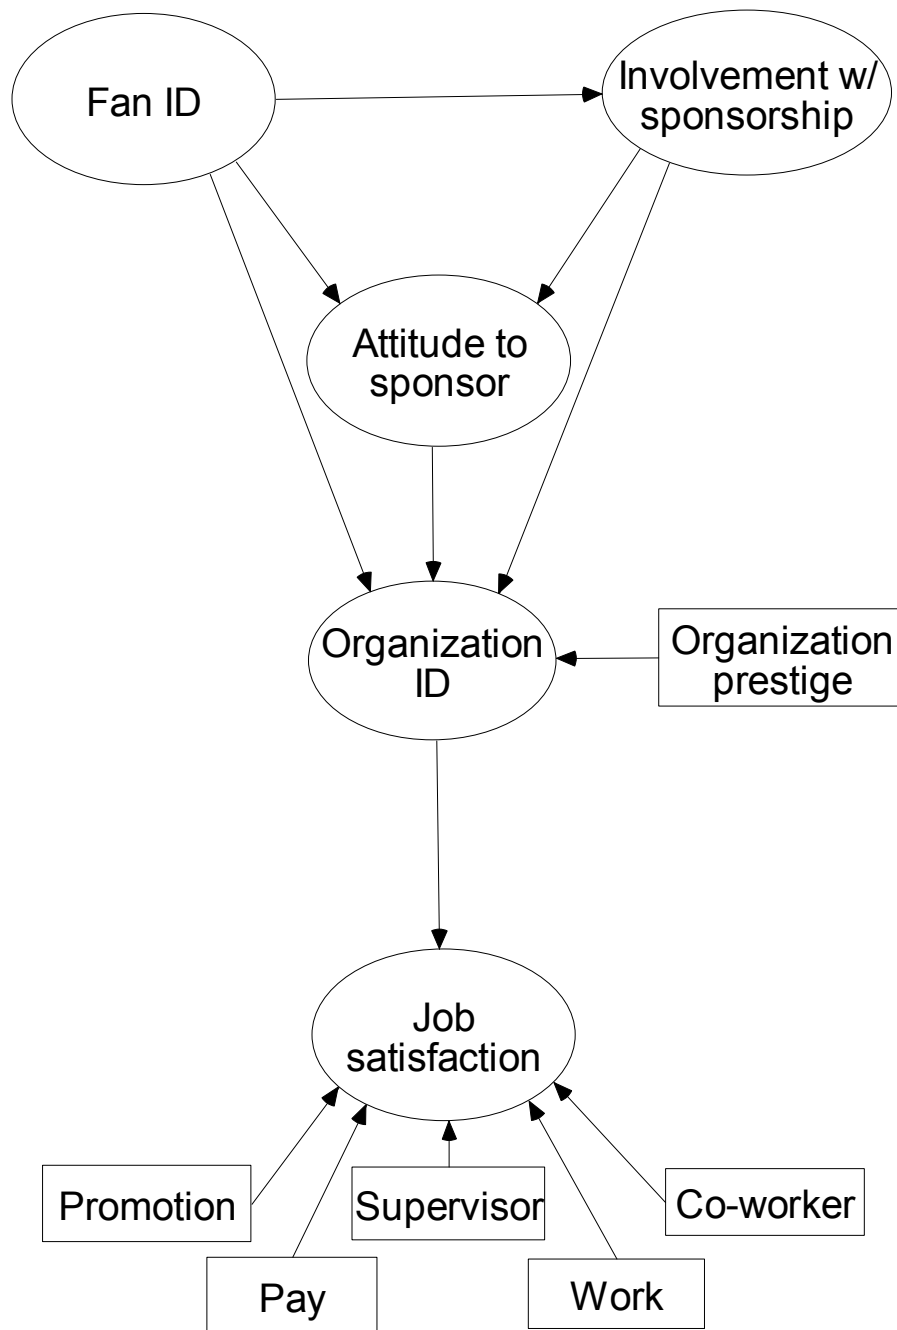 Fan ID
Involvement w/
sponsorship
Attitude to
sponsor
Organization
ID
Organization
prestige
Job
satisfaction
Promotion
Supervisor
Co-worker
Pay
Work